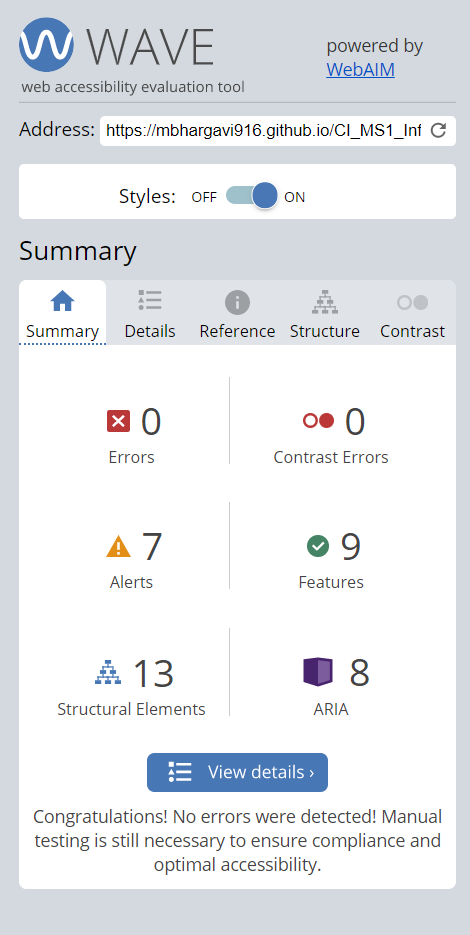 WAVE
web accessibility evaluation tool
powered by
WebAIM
Address: https://mbhargavi916.github.io/CI_MS1_Inf
Styles: OFF ON
Summary
Summary Details Reference Structure Contrast
0 0
Errors Contrast Errors
7 9
Alerts Features
13 8
Structural Elements ARIA
View details ›
Congratulations! No errors were detected! Manual
testing is still necessary to ensure compliance and
optimal accessibility.